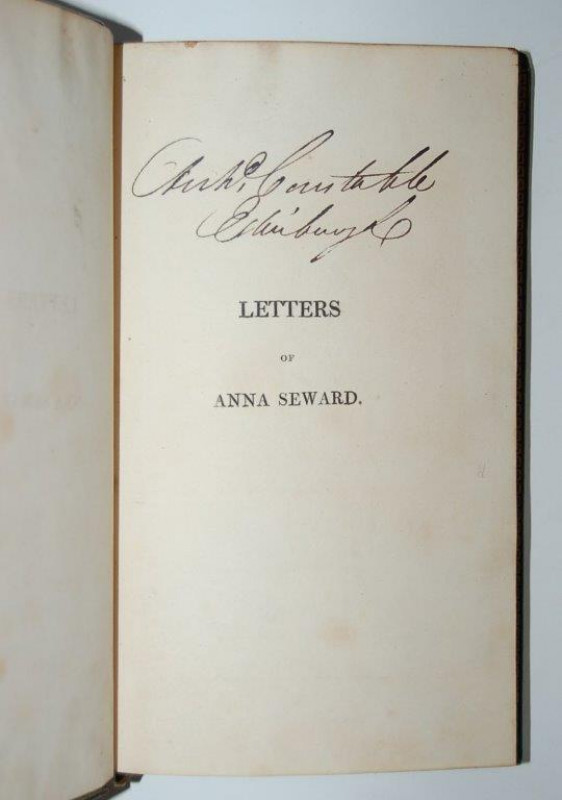 Archd. Constable
Edinburgh
LETTERS
OF
ANNA SEWARD.